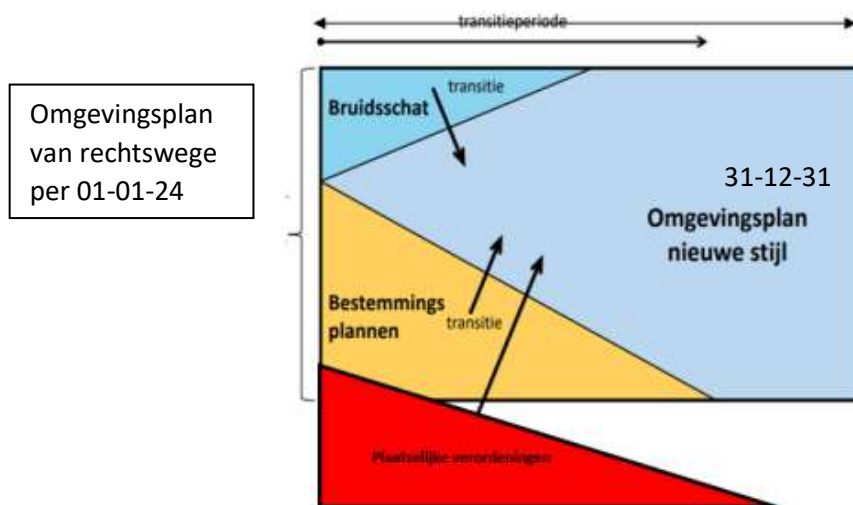 transitieperiode
Omgevingsplan
van rechtswege
per 01-01-24
transitie
Bruidsschat
31-12-31
Omgevingsplan
nieuwe stijl
Bestemmings
plannen
transitie
Plaatselijke verordeningen